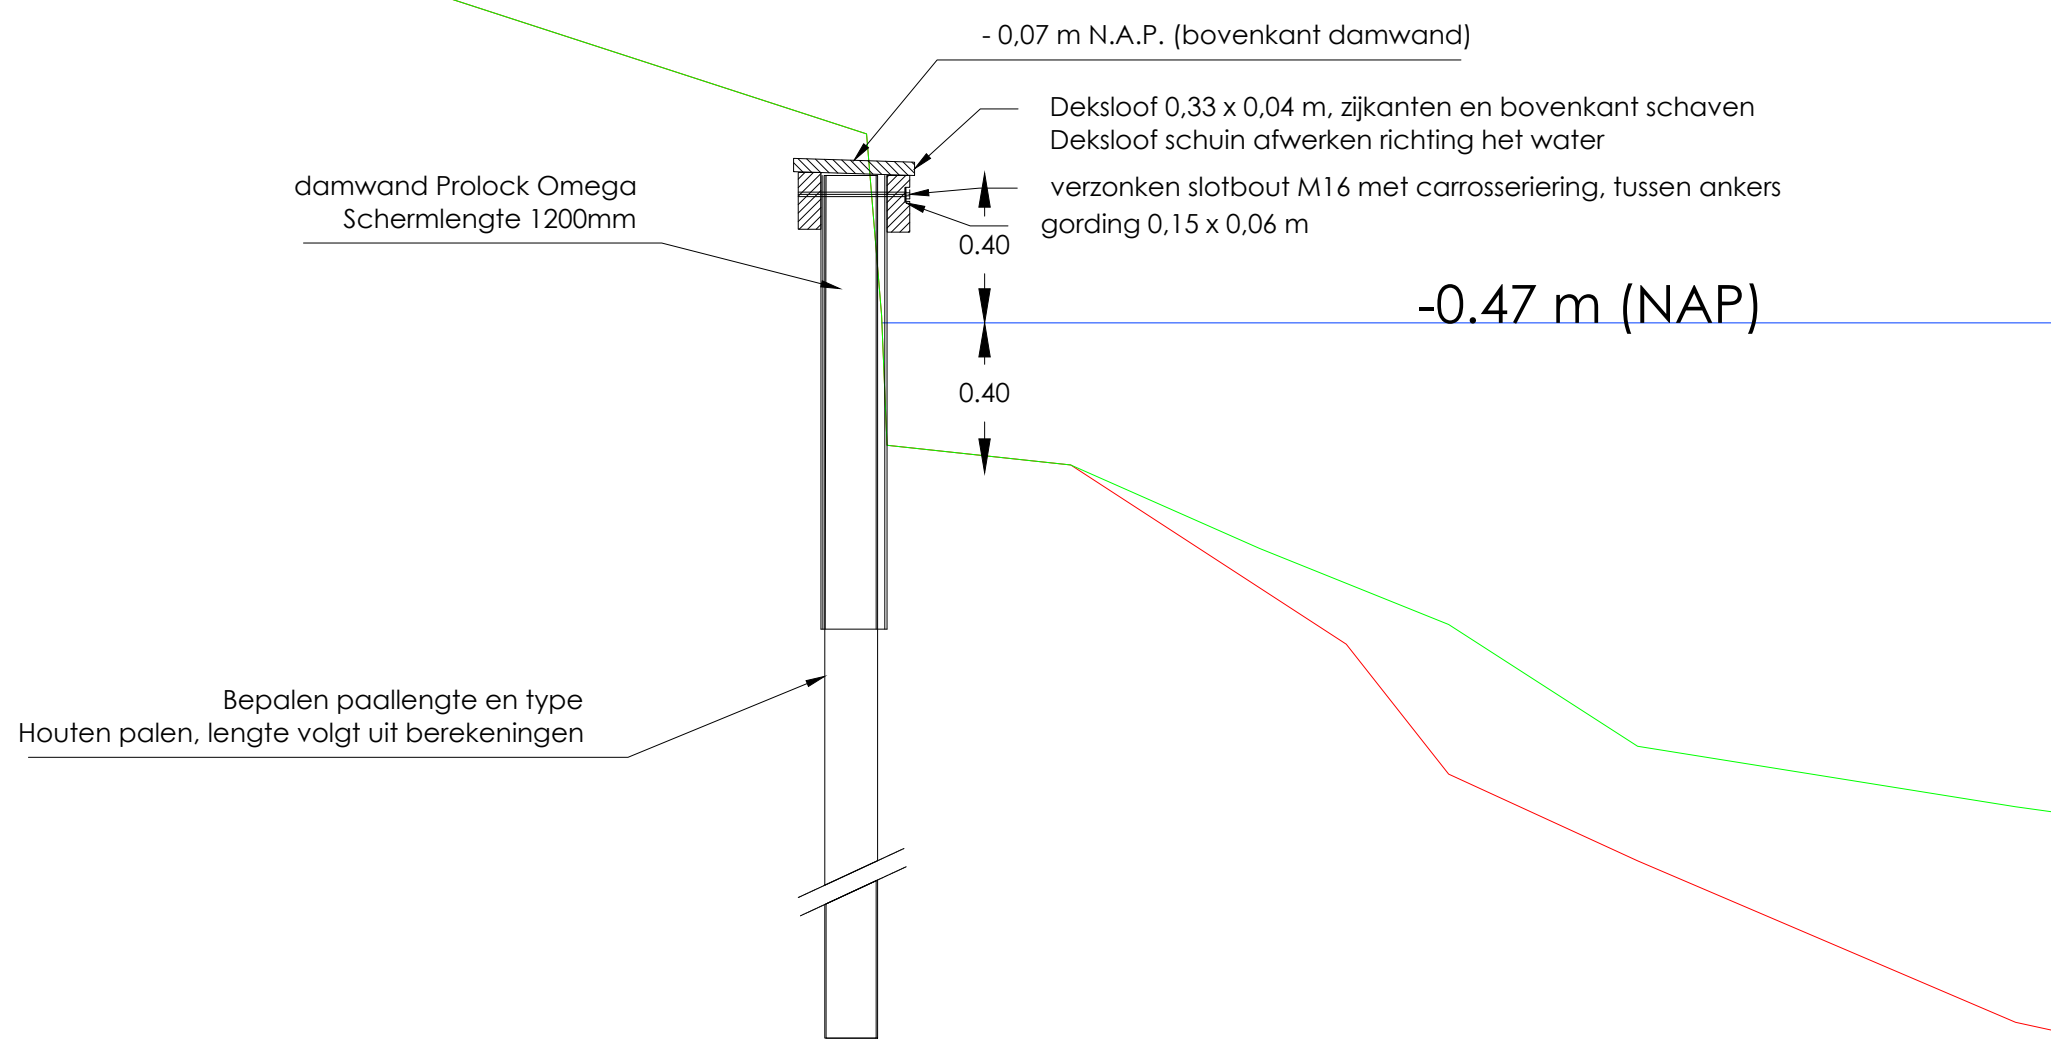 - 0,07 m N.A.P. (bovenkant damwand)
Deksloof 0,33 x 0,04 m, zijkanten en bovenkant schaven
Deksloof schuin afwerken richting het water
damwand Prolock Omega
Schermlengte 1200mm
verzonken slotbout M16 met carrosseriering, tussen ankers
gording 0,15 x 0,06 m
0.40
-0.47 m (NAP)
0.40
Bepalen paallengte en type
Houten palen, lengte volgt uit berekeningen